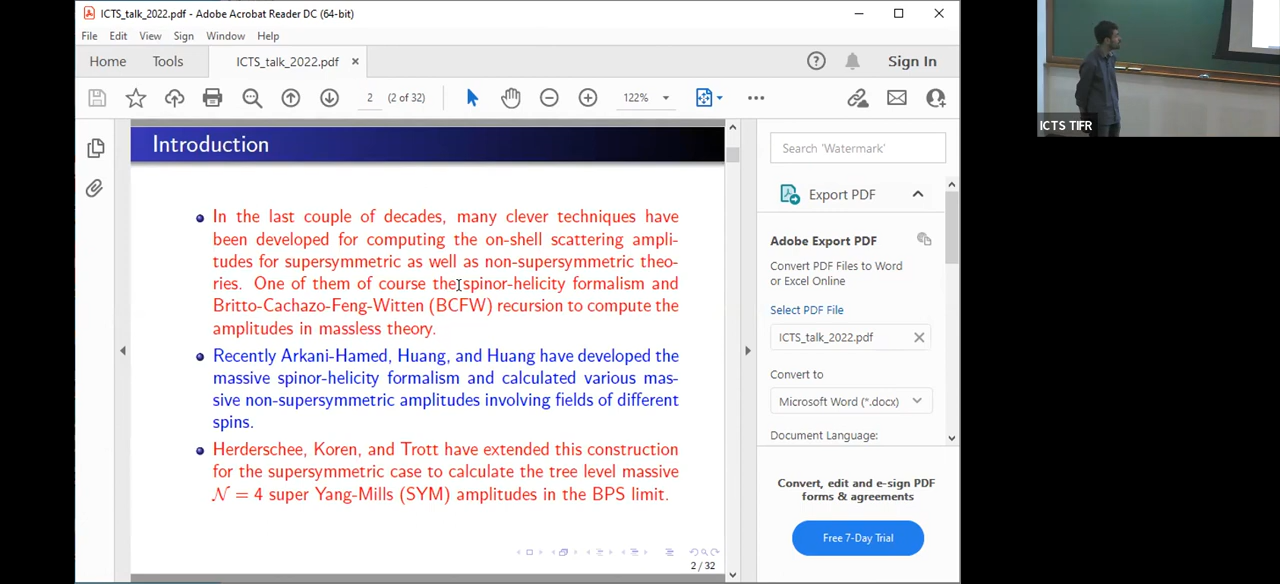 ICTS_talk_2022.pdf - Adobe Acrobat Reader DC (64-bit)
File Edit View Sign Window Help
Home Tools ICTS_talk_2022.pdf × Sign In
2 (2 of 32) 122%
Introduction
In the last couple of decades, many clever techniques have
been developed for computing the on-shell scattering ampli-
tudes for supersymmetric as well as non-supersymmetric theo-
ries. One of them of course the spinor-helicity formalism and
Britto-Cachazo-Feng-Witten (BCFW) recursion to compute the
amplitudes in massless theory.
Recently Arkani-Hamed, Huang, and Huang have developed the
massive spinor-helicity formalism and calculated various mas-
sive non-supersymmetric amplitudes involving fields of different
spins.
Herderschee, Koren, and Trott have extended this construction
for the supersymmetric case to calculate the tree level massive
𝒩 = 4 super Yang-Mills (SYM) amplitudes in the BPS limit.
2 / 32
Search 'Watermark'
Export PDF
Adobe Export PDF
Convert PDF Files to Word
or Excel Online
Select PDF File
ICTS_talk_2022.pdf ×
Convert to
Microsoft Word (*.docx)
Document Language:
Convert, edit and e-sign PDF
forms & agreements
Free 7-Day Trial
ICTS TIFR